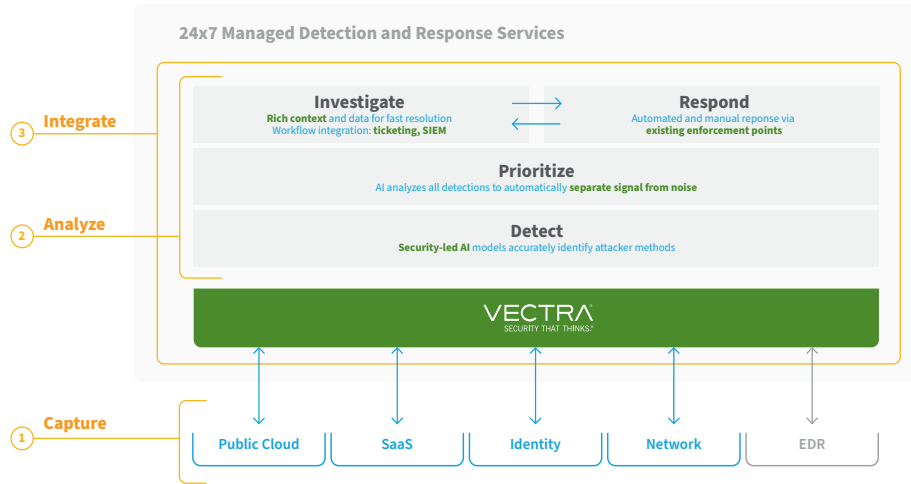 24x7 Managed Detection and Response Services
3
Integrate
Investigate
Rich context and data for fast resolution
Workflow integration: ticketing, SIEM
Respond
Automated and manual reponse via
existing enforcement points
Prioritize
AI analyzes all detections to automatically separate signal from noise
2
Analyze
Detect
Security-led AI models accurately identify attacker methods
VECTRA®
SECURITY THAT THINKS.®
1
Capture
Public Cloud
SaaS
Identity
Network
EDR